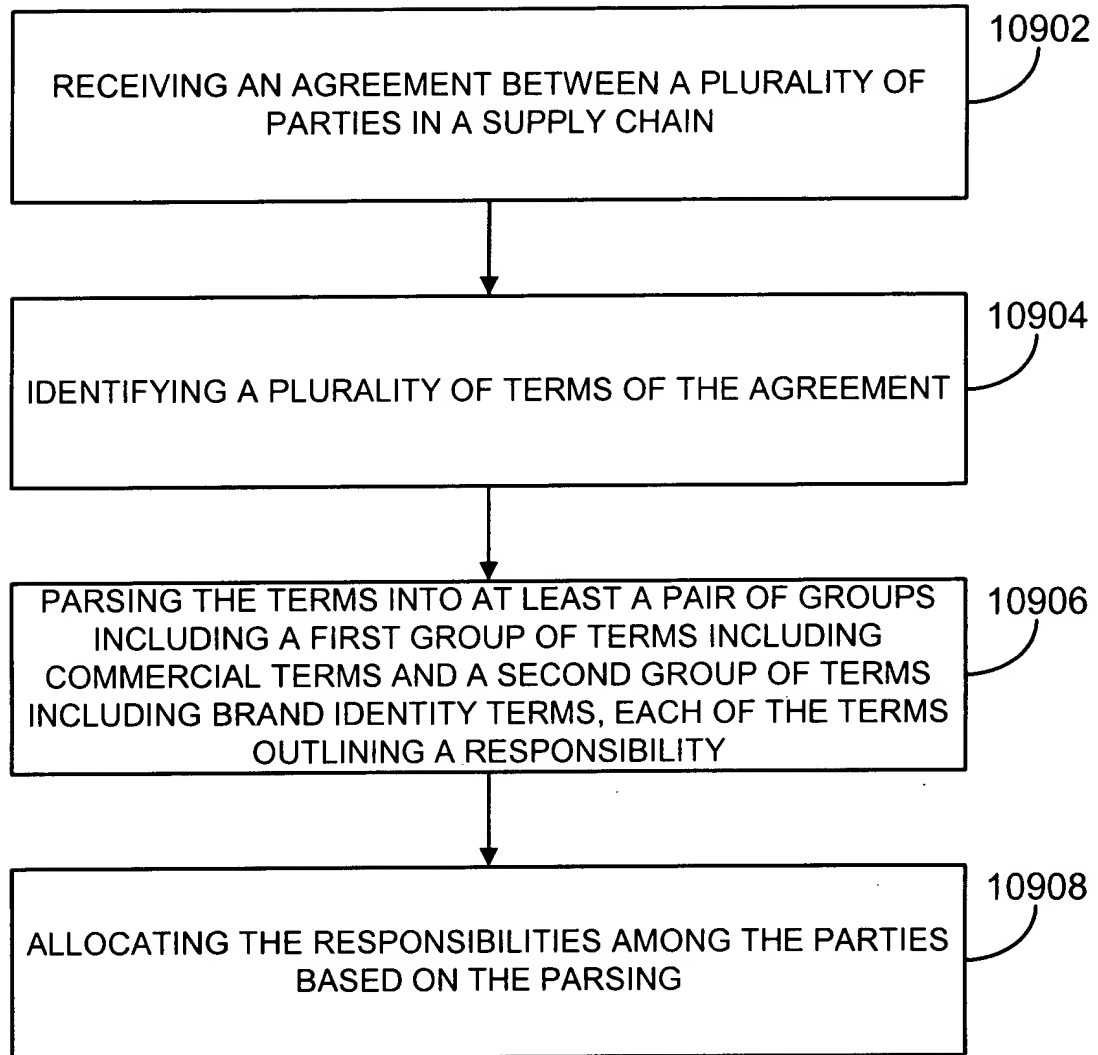 10902
RECEIVING AN AGREEMENT BETWEEN A PLURALITY OF
PARTIES IN A SUPPLY CHAIN
10904
IDENTIFYING A PLURALITY OF TERMS OF THE AGREEMENT
10906
PARSING THE TERMS INTO AT LEAST A PAIR OF GROUPS
INCLUDING A FIRST GROUP OF TERMS INCLUDING
COMMERCIAL TERMS AND A SECOND GROUP OF TERMS
INCLUDING BRAND IDENTITY TERMS, EACH OF THE TERMS
OUTLINING A RESPONSIBILITY
10908
ALLOCATING THE RESPONSIBILITIES AMONG THE PARTIES
BASED ON THE PARSING